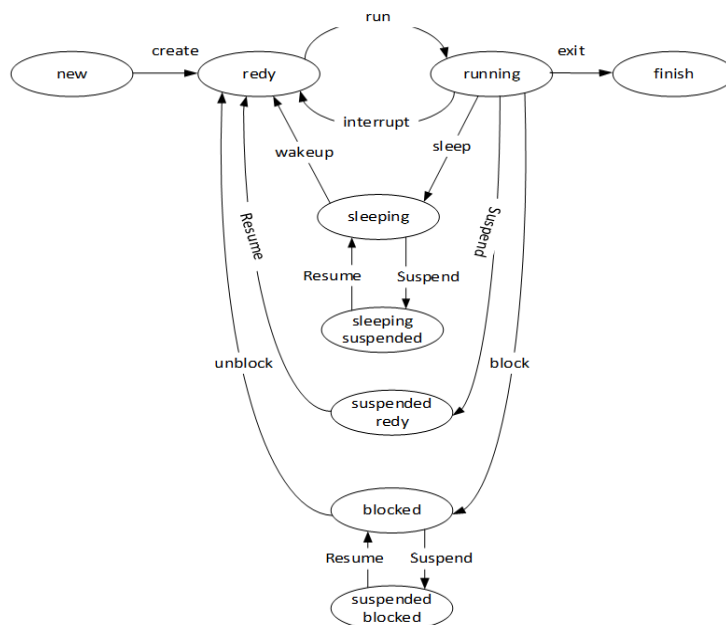 run
create
exit
new
redy
running
finish
interrupt
wakeup
sleep
sleeping
Resume
Suspend
Resume
Suspend
sleeping
suspended
unblock
block
suspended
redy
blocked
Resume
Suspend
suspended
blocked